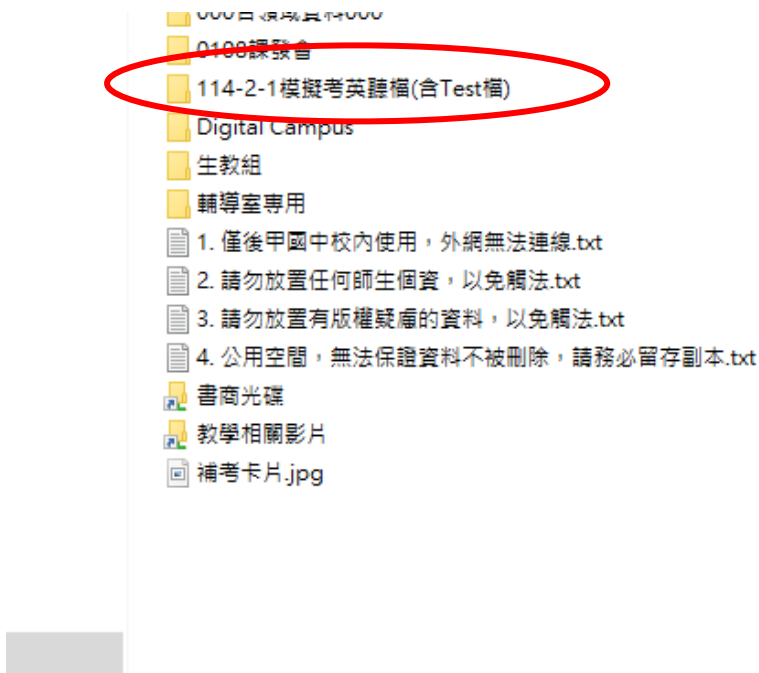 0108課發會
114-2-1模擬考英聽檔(含Test檔)
Digital Campus
生教組
輔導室專用
1. 僅後甲國中校內使用，外網無法連線.txt
2. 請勿放置任何師生個資，以免觸法.txt
3. 請勿放置有版權疑慮的資料，以免觸法.txt
4. 公用空間，無法保證資料不被刪除，請務必留存副本.txt
書商光碟
教學相關影片
補考卡片.jpg